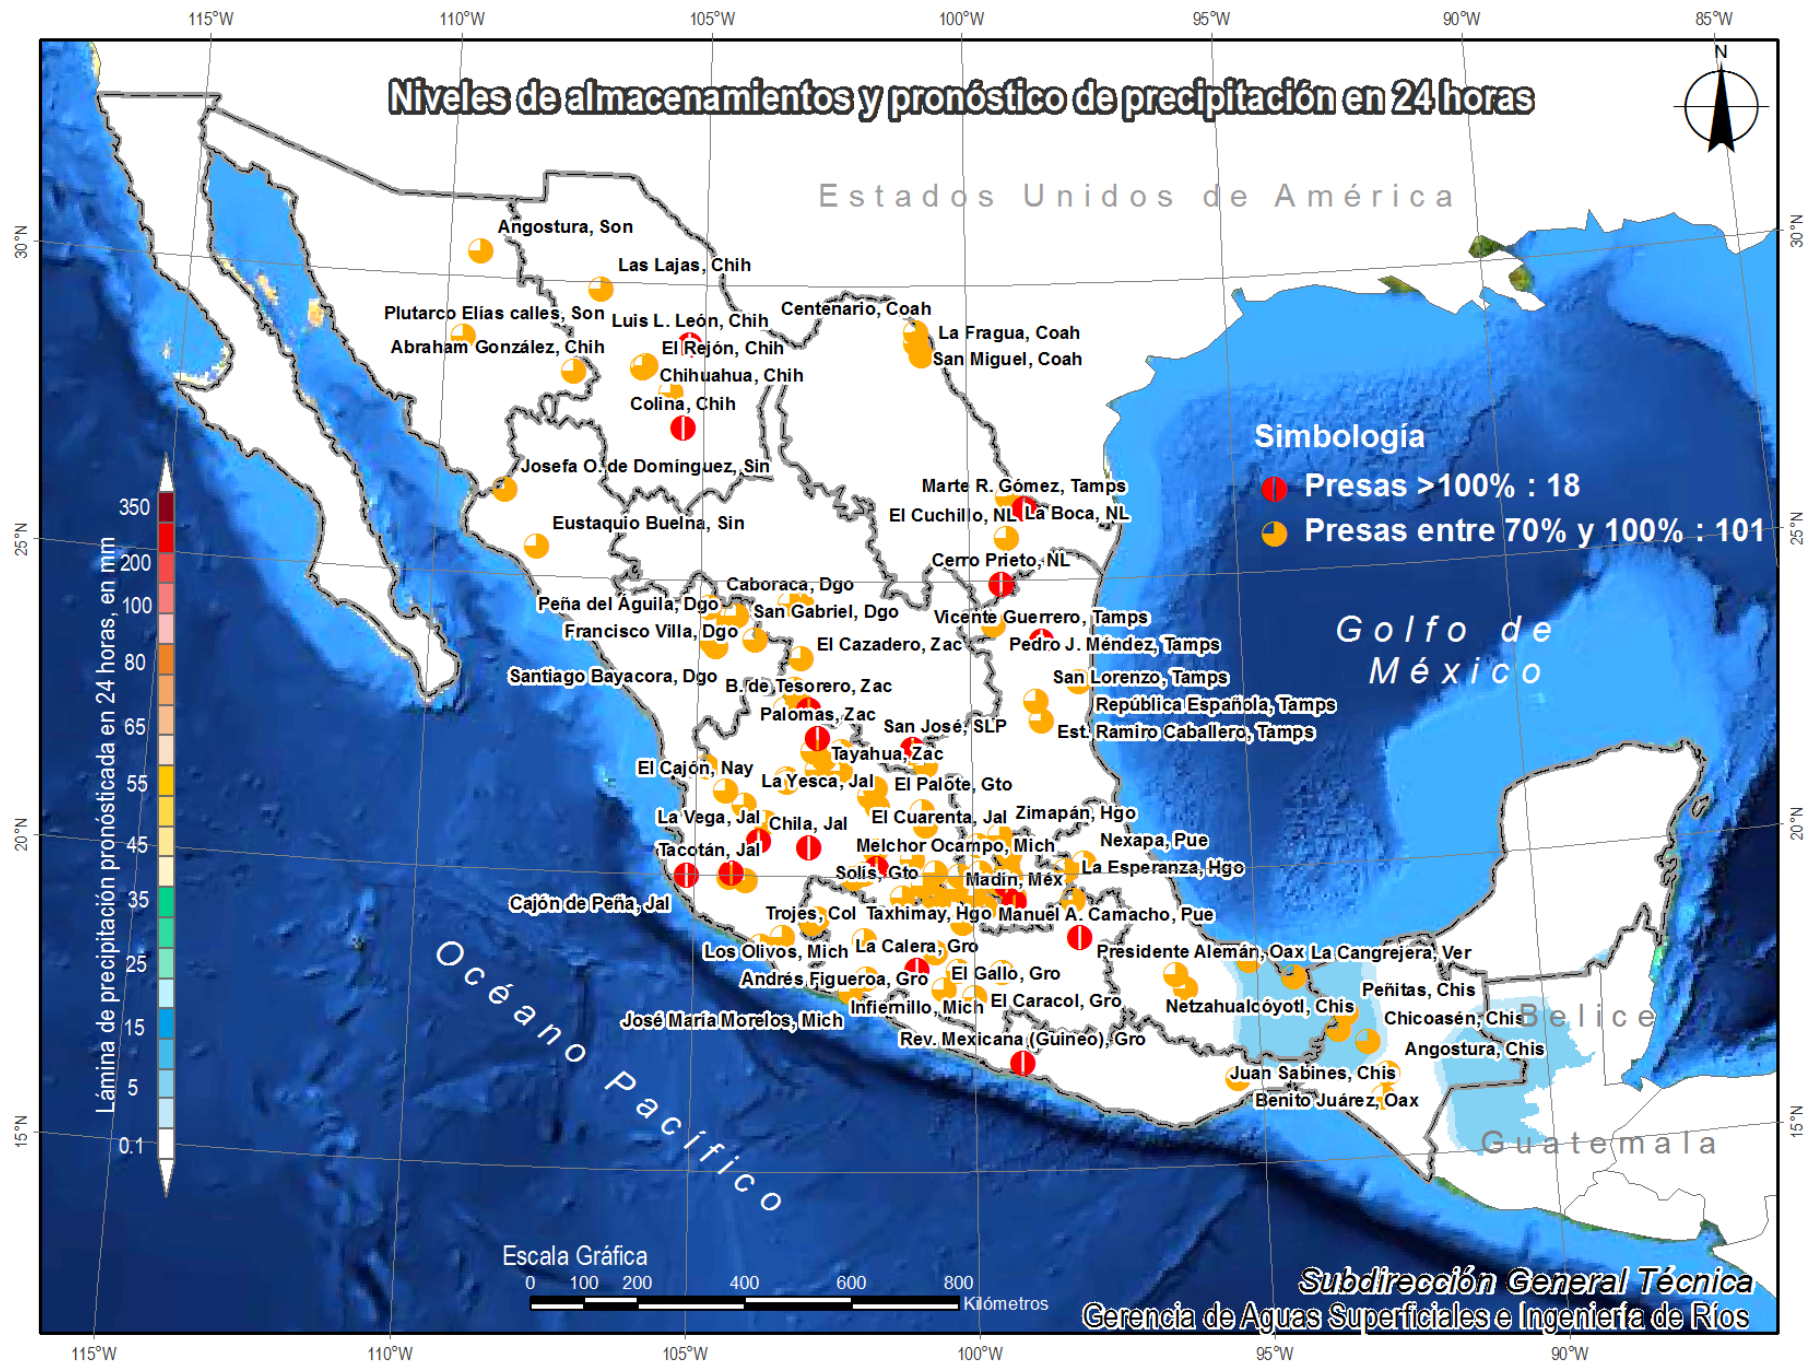 115°W 110°W 105°W 100°W 95°W 90°W 85°W
Niveles de almacenamientos y pronóstico de precipitación en 24 horas
N
Estados Unidos de América
30°N
30°N
Angostura, Son
Las Lajas, Chih
Plutarco Elías calles, Son
Luis L. León, Chih
Centenario, Coah
La Fragua, Coah
Abraham González, Chih
El Rejón, Chih
San Miguel, Coah
Chihuahua, Chih
Colina, Chih
Simbología
Presas >100% : 18
Presas entre 70% y 100% : 101
Josefa O. de Domínguez, Sin
Marte R. Gómez, Tamps
El Cuchillo, NL
La Boca, NL
Eustaquio Buelna, Sin
25°N
25°N
Cerro Prieto, NL
Caboraca, Dgo
Peña del Águila, Dgo
San Gabriel, Dgo
Vicente Guerrero, Tamps
Francisco Villa, Dgo
El Cazadero, Zac
Pedro J. Méndez, Tamps
Golfo de
México
Santiago Bayacora, Dgo
B. de Tesorero, Zac
San Lorenzo, Tamps
República Española, Tamps
Palomas, Zac
San José, SLP
Est. Ramiro Caballero, Tamps
Tayahua, Zac
El Cajón, Nay
La Yesca, Jal
El Palote, Gto
La Vega, Jal
Chila, Jal
El Cuarenta, Jal
Zimapán, Hgo
20°N
20°N
Tacotán, Jal
Melchor Ocampo, Mich
Nexapa, Pue
Solís, Gto
Madín, Méx
La Esperanza, Hgo
Cajón de Peña, Jal
Trojes, Col
Taxhimay, Hgo
Manuel A. Camacho, Pue
Los Olivos, Mich
La Calera, Gro
Presidente Alemán, Oax
La Cangrejera, Ver
Andrés Figueroa, Gro
El Gallo, Gro
Peñitas, Chis
Infiernillo, Mich
El Caracol, Gro
Netzahualcóyotl, Chis
Chicoasén, Chis
Belice
José María Morelos, Mich
Rev. Mexicana (Guineo), Gro
Angostura, Chis
Juan Sabines, Chis
Benito Juárez, Oax
Guatemala
15°N
15°N
Océano Pacífico
Lámina de precipitación pronósticada en 24 horas, en mm
350
200
100
80
65
55
45
35
25
15
5
0.1
Escala Gráfica
0 100 200 400 600 800
Kilómetros
Subdirección General Técnica
Gerencia de Aguas Superficiales e Ingeniería de Ríos
115°W 110°W 105°W 100°W 95°W 90°W